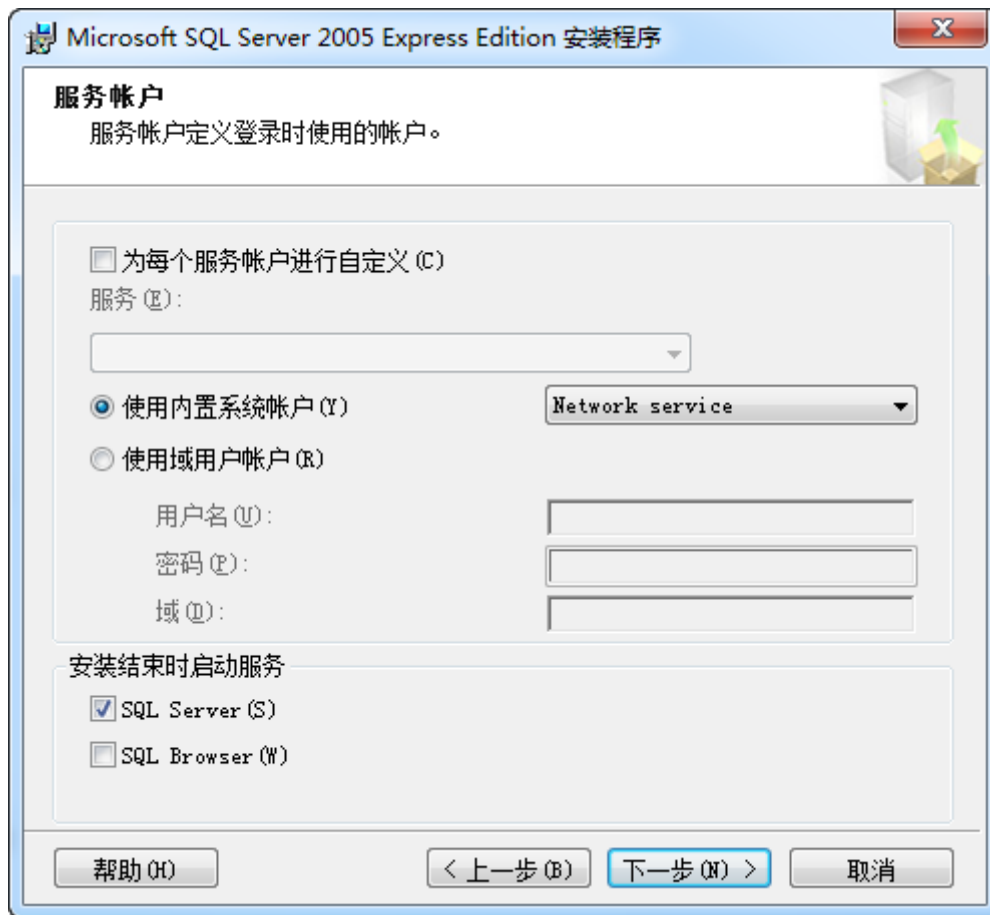 Microsoft SQL Server 2005 Express Edition 安装程序
服务帐户
服务帐户定义登录时使用的帐户。
为每个服务帐户进行自定义(C)
服务(E):
使用内置系统帐户(Y) Network service
使用域用户帐户(R)
用户名(U):
密码(P):
域(D):
安装结束时启动服务
SQL Server(S)
SQL Browser(W)
帮助(H) < 上一步(B) 下一步(N) > 取消